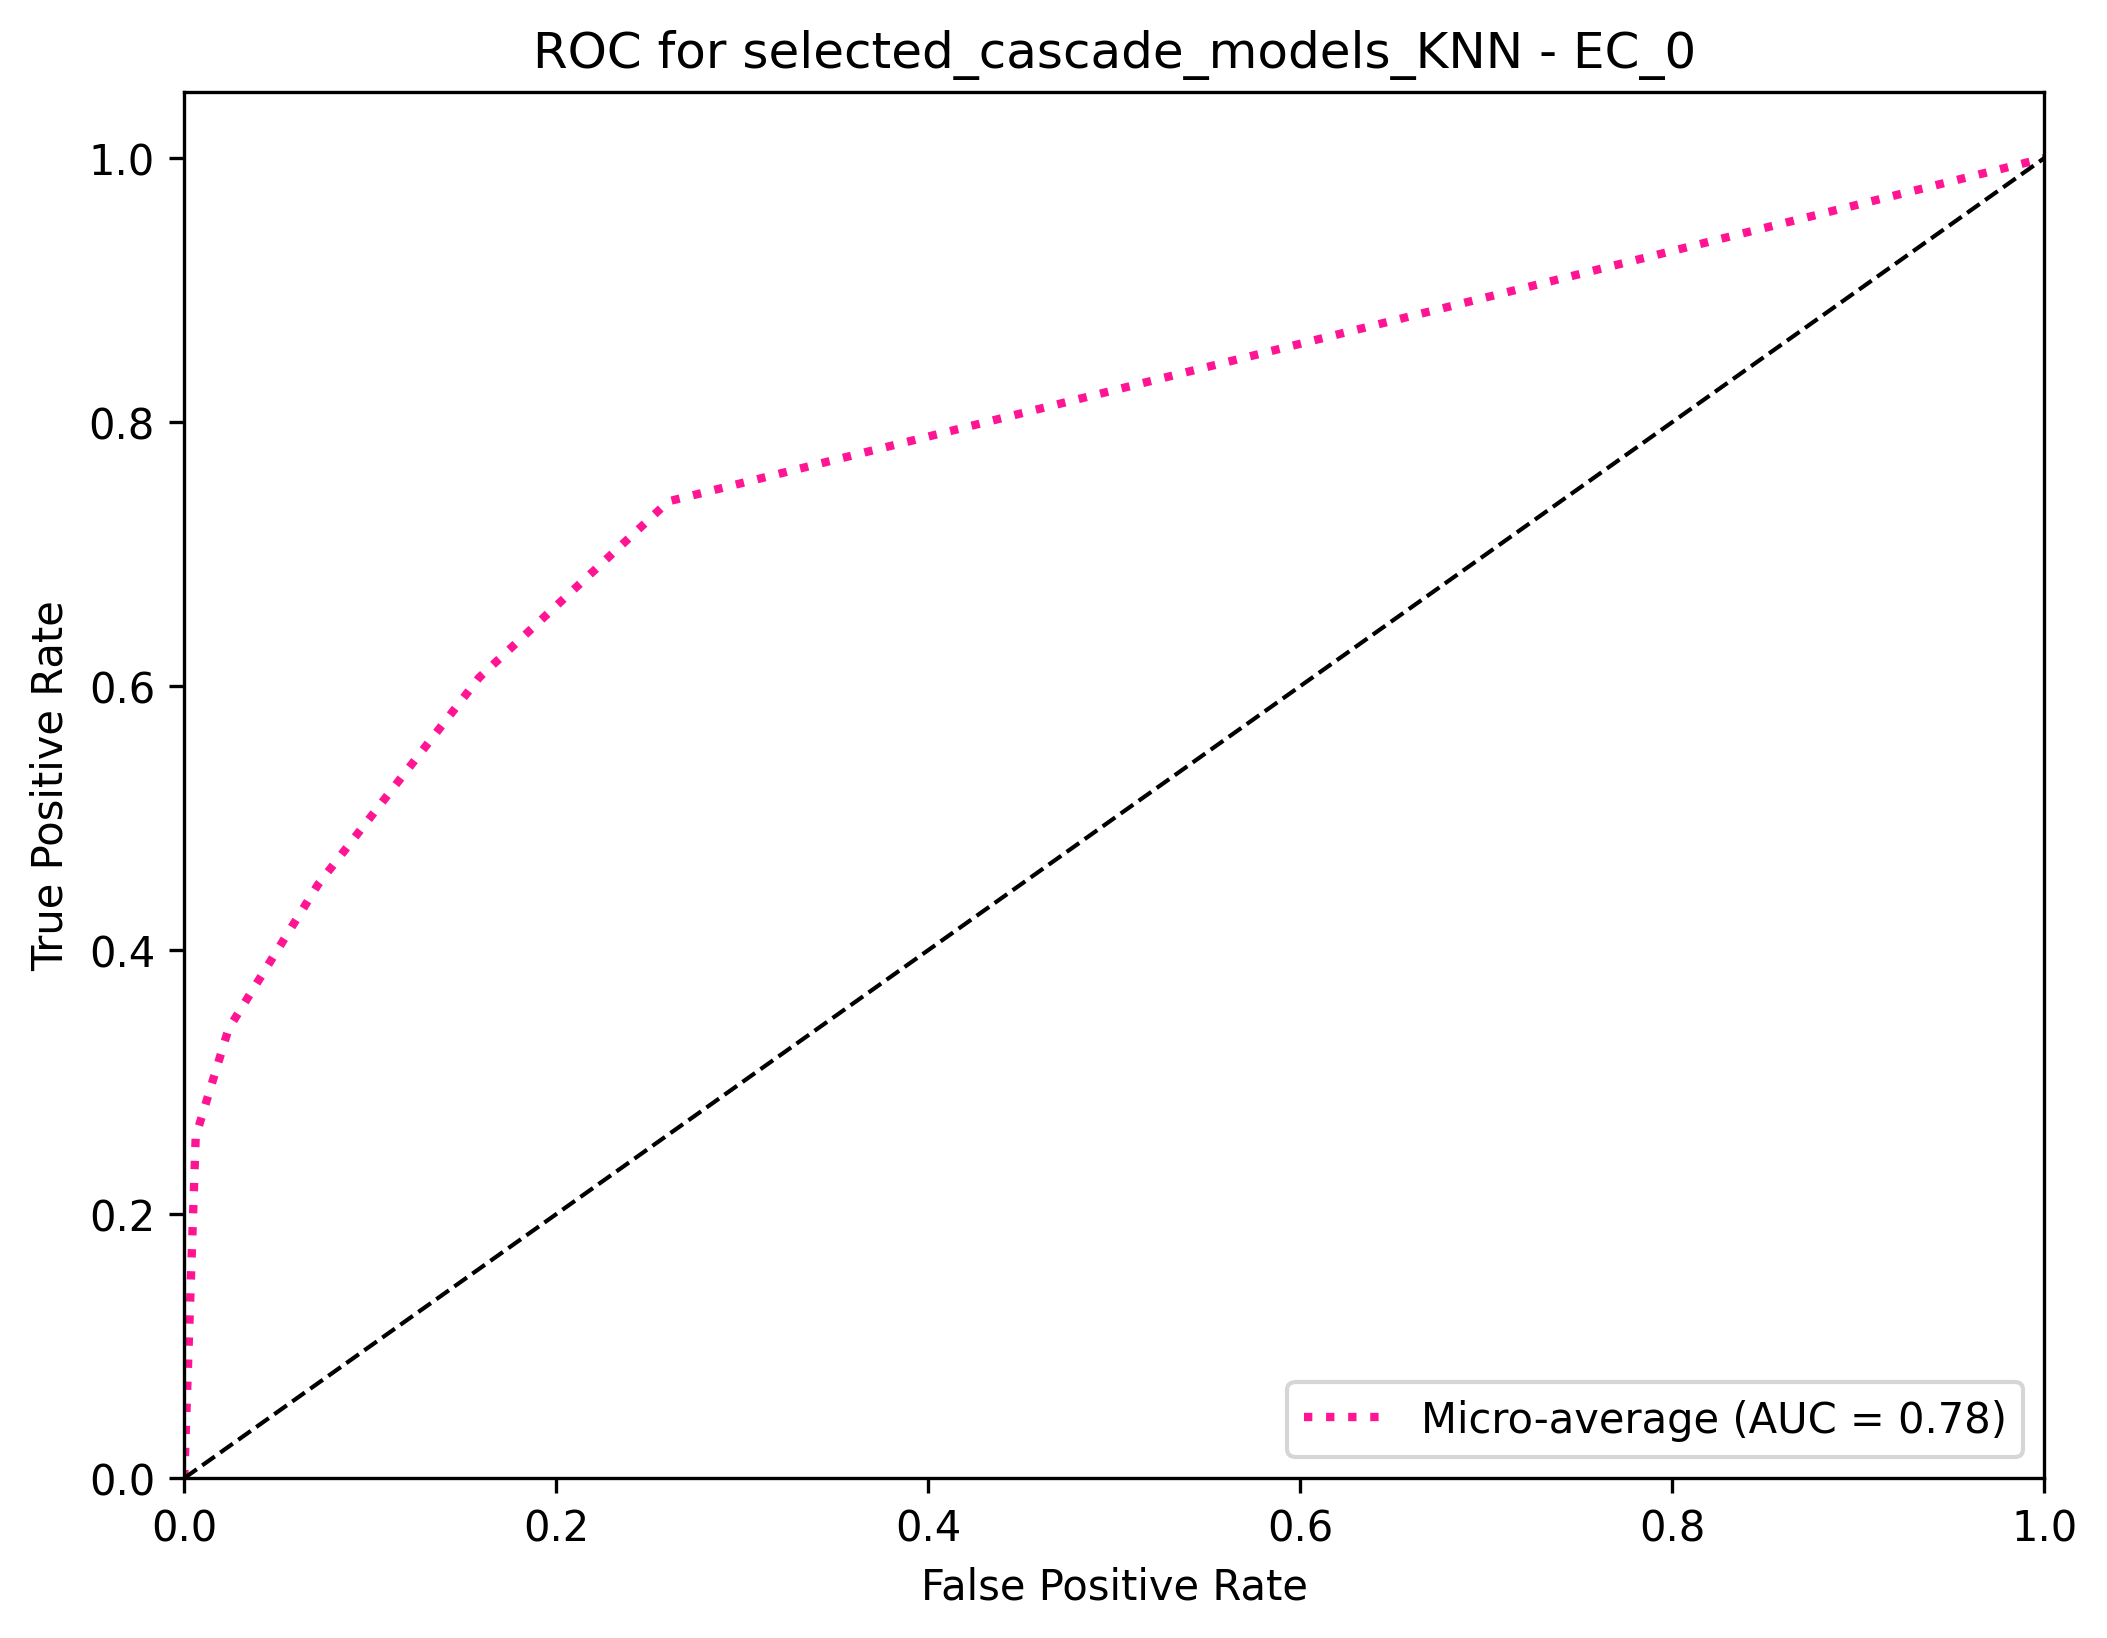 ROC for selected_cascade_models_KNN - EC_0
True Positive Rate
1.0
0.8
0.6
0.4
0.2
0.0
0.0 0.2 0.4 0.6 0.8 1.0
False Positive Rate
Micro-average (AUC = 0.78)